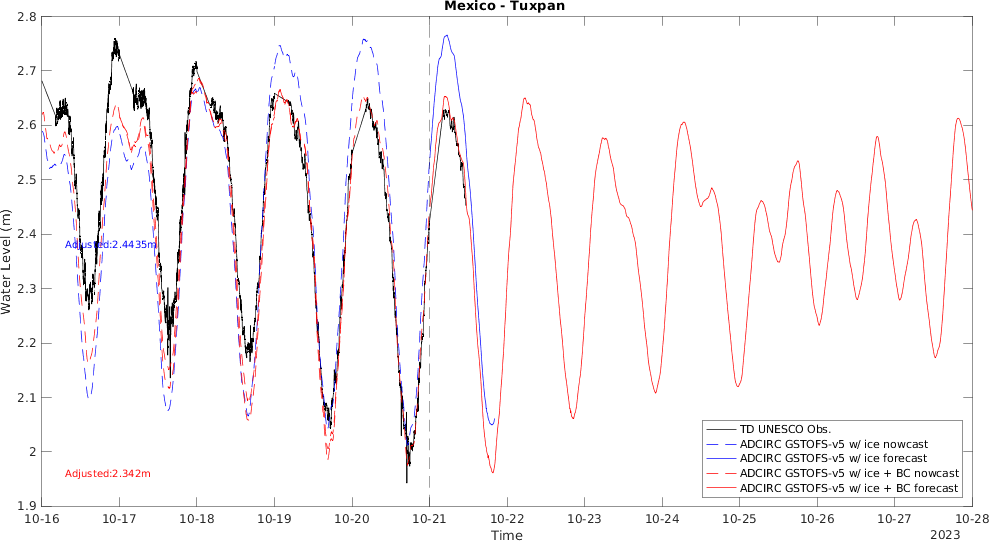 Mexico - Tuxpan
2.8
2.7
2.6
2.5
2.4
2.3
2.2
2.1
2
1.9
Water Level (m)
Adjusted:2.4435m
Adjusted:2.342m
TD UNESCO Obs.
ADCIRC GSTOFS-v5 w/ ice nowcast
ADCIRC GSTOFS-v5 w/ ice forecast
ADCIRC GSTOFS-v5 w/ ice + BC nowcast
ADCIRC GSTOFS-v5 w/ ice + BC forecast
10-16 10-17 10-18 10-19 10-20 10-21 10-22 10-23 10-24 10-25 10-26 10-27 10-28
Time
2023